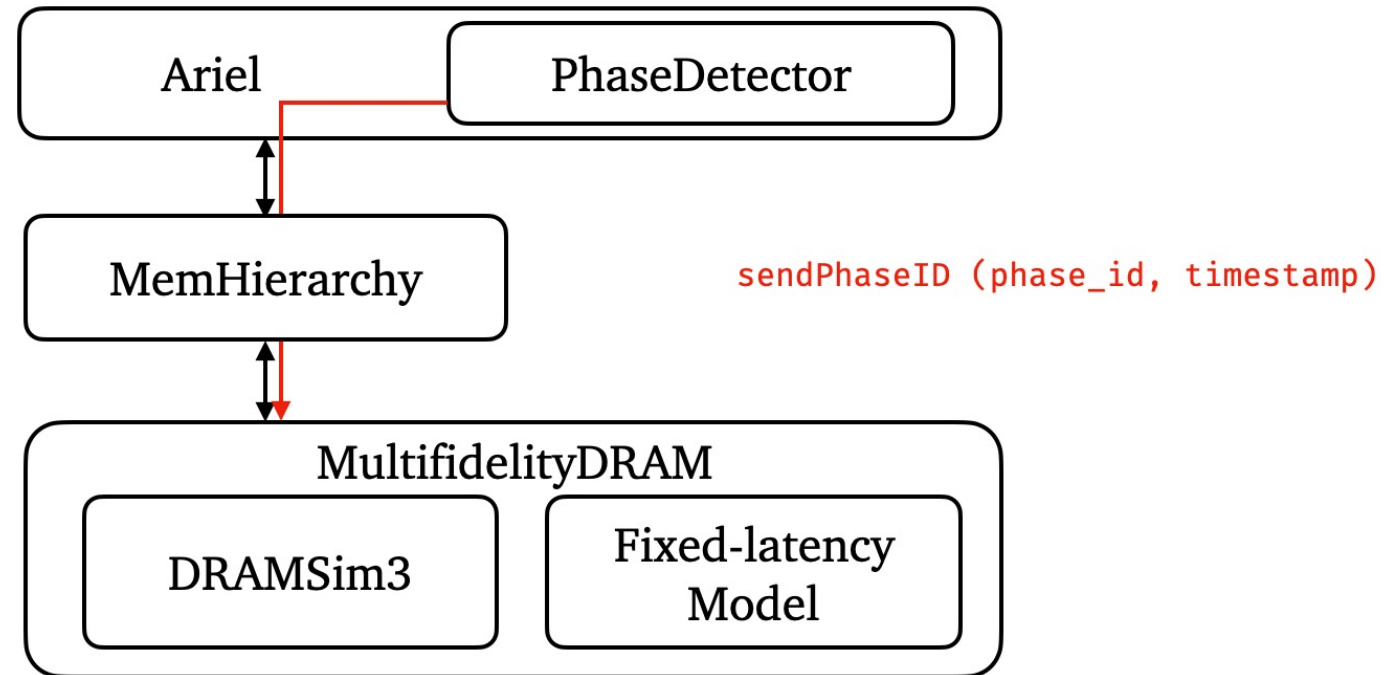 Ariel
PhaseDetector
MemHierarchy
sendPhaseID (phase_id, timestamp)
MultifidelityDRAM
DRAMSim3
Fixed-latency
Model